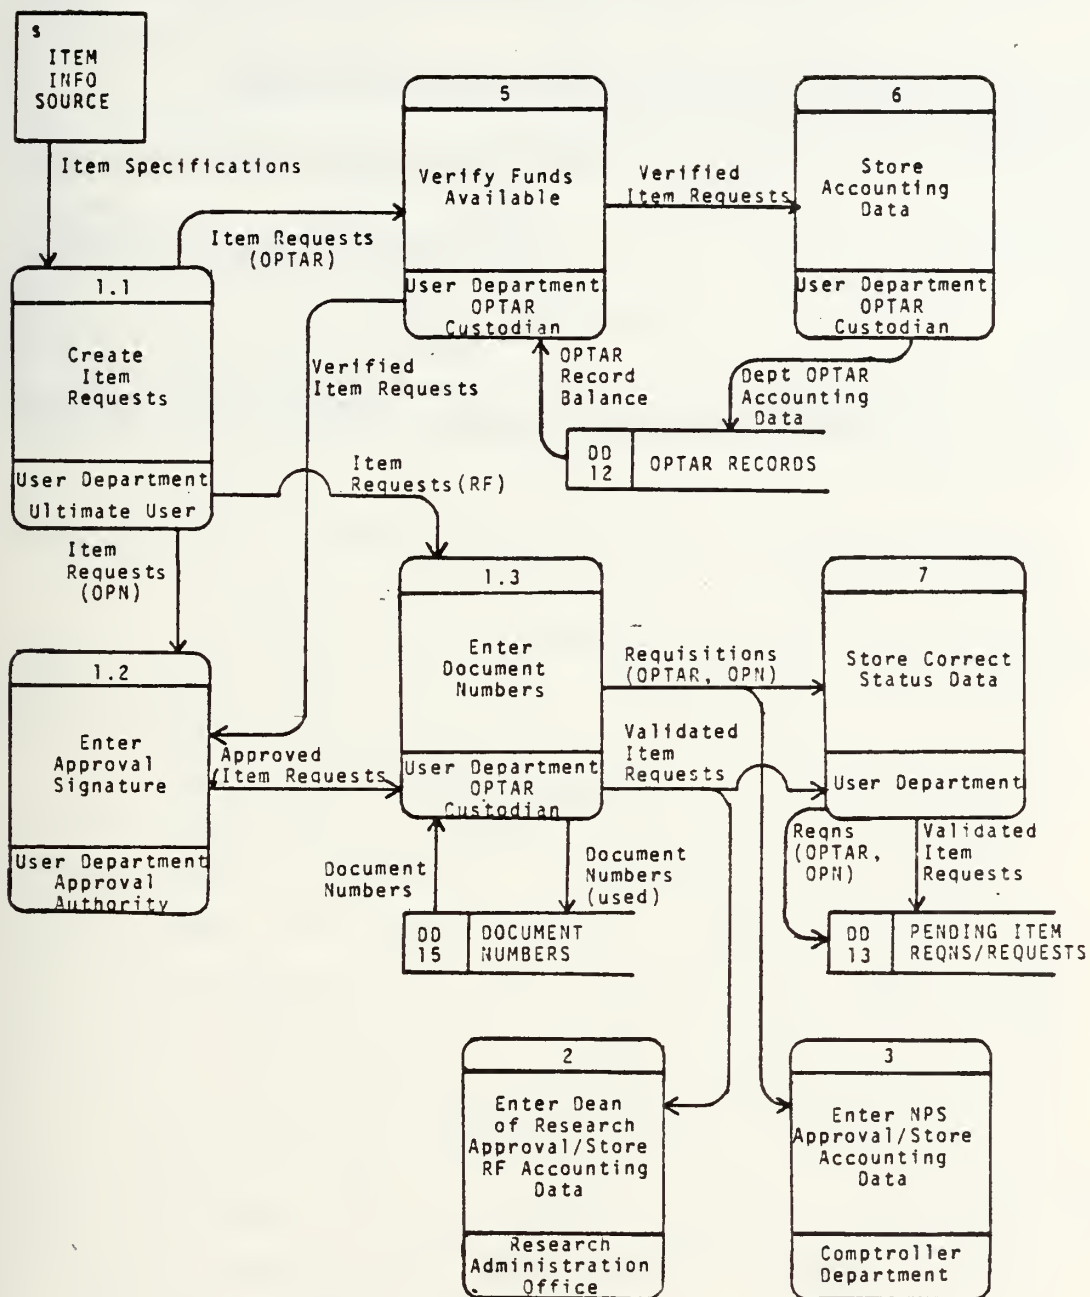 s
ITEM
INFO
SOURCE
Item Specifications
5
Verify Funds
Available
User Department
OPTAR
Custodian
6
Store
Accounting
Data
User Department
OPTAR
Custodian
Verified
Item Requests
Item Requests
(OPTAR)
1.1
Create
Item
Requests
User Department
Ultimate User
Verified
Item Requests
OPTAR
Record
Balance
Dept OPTAR
Accounting
Data
DD
12
OPTAR RECORDS
Item
Requests(RF)
Item
Requests
(OPN)
1.2
Enter
Approval
Signature
User Department
Approval
Authority
Approved
Item Requests
1.3
Enter
Document
Numbers
User Department
OPTAR
Custodian
Requisitions
(OPTAR, OPN)
Validated
Item
Requests
7
Store Correct
Status Data
User Department
Document
Numbers
Document
Numbers
(used)
Reqns
(OPTAR,
OPN)
Validated
Item
Requests
DD
15
DOCUMENT
NUMBERS
DD
13
PENDING ITEM
REQNS/REQUESTS
2
Enter Dean
of Research
Approval/Store
RF Accounting
Data
Research
Administration
Office
3
Enter NPS
Approval/Store
Accounting
Data
Comptroller
Department